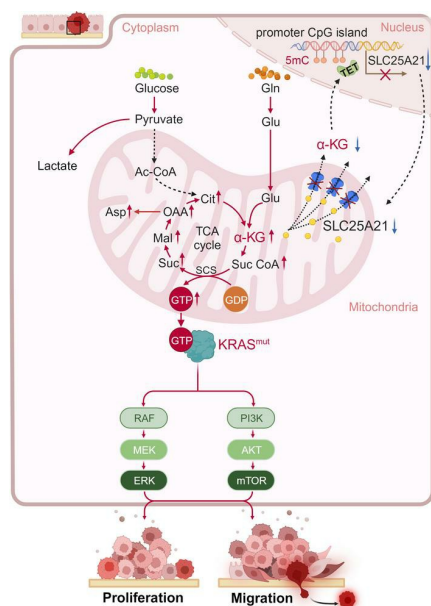 Cytoplasm
Nucleus
promoter CpG island
5mC
TET
SLC25A21
Glucose
Gln
Pyruvate
Glu
α-KG
Lactate
Ac-CoA
Cit
Glu
Asp
OAA
TCA
cycle
α-KG
SLC25A21
Mal
Suc
SCS
Suc CoA
GTP
GDP
Mitochondria
GTP
KRASmut
RAF
PI3K
MEK
AKT
ERK
mTOR
Proliferation
Migration